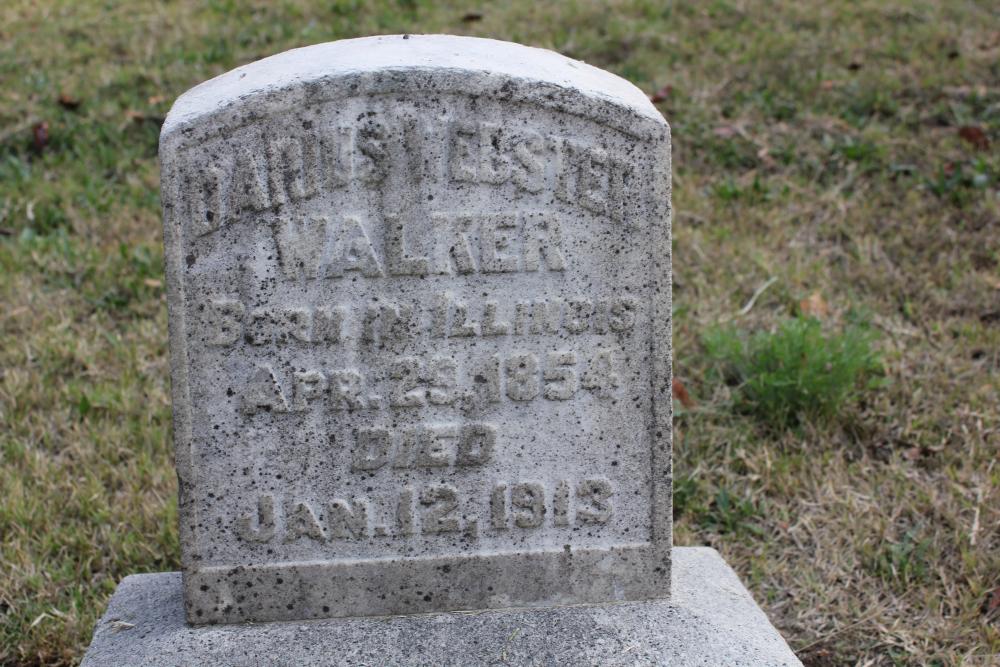 DARIUS WEBSTER
WALKER
BORN IN ILLINOIS
APR. 29, 1854
DIED
JAN. 12, 1913